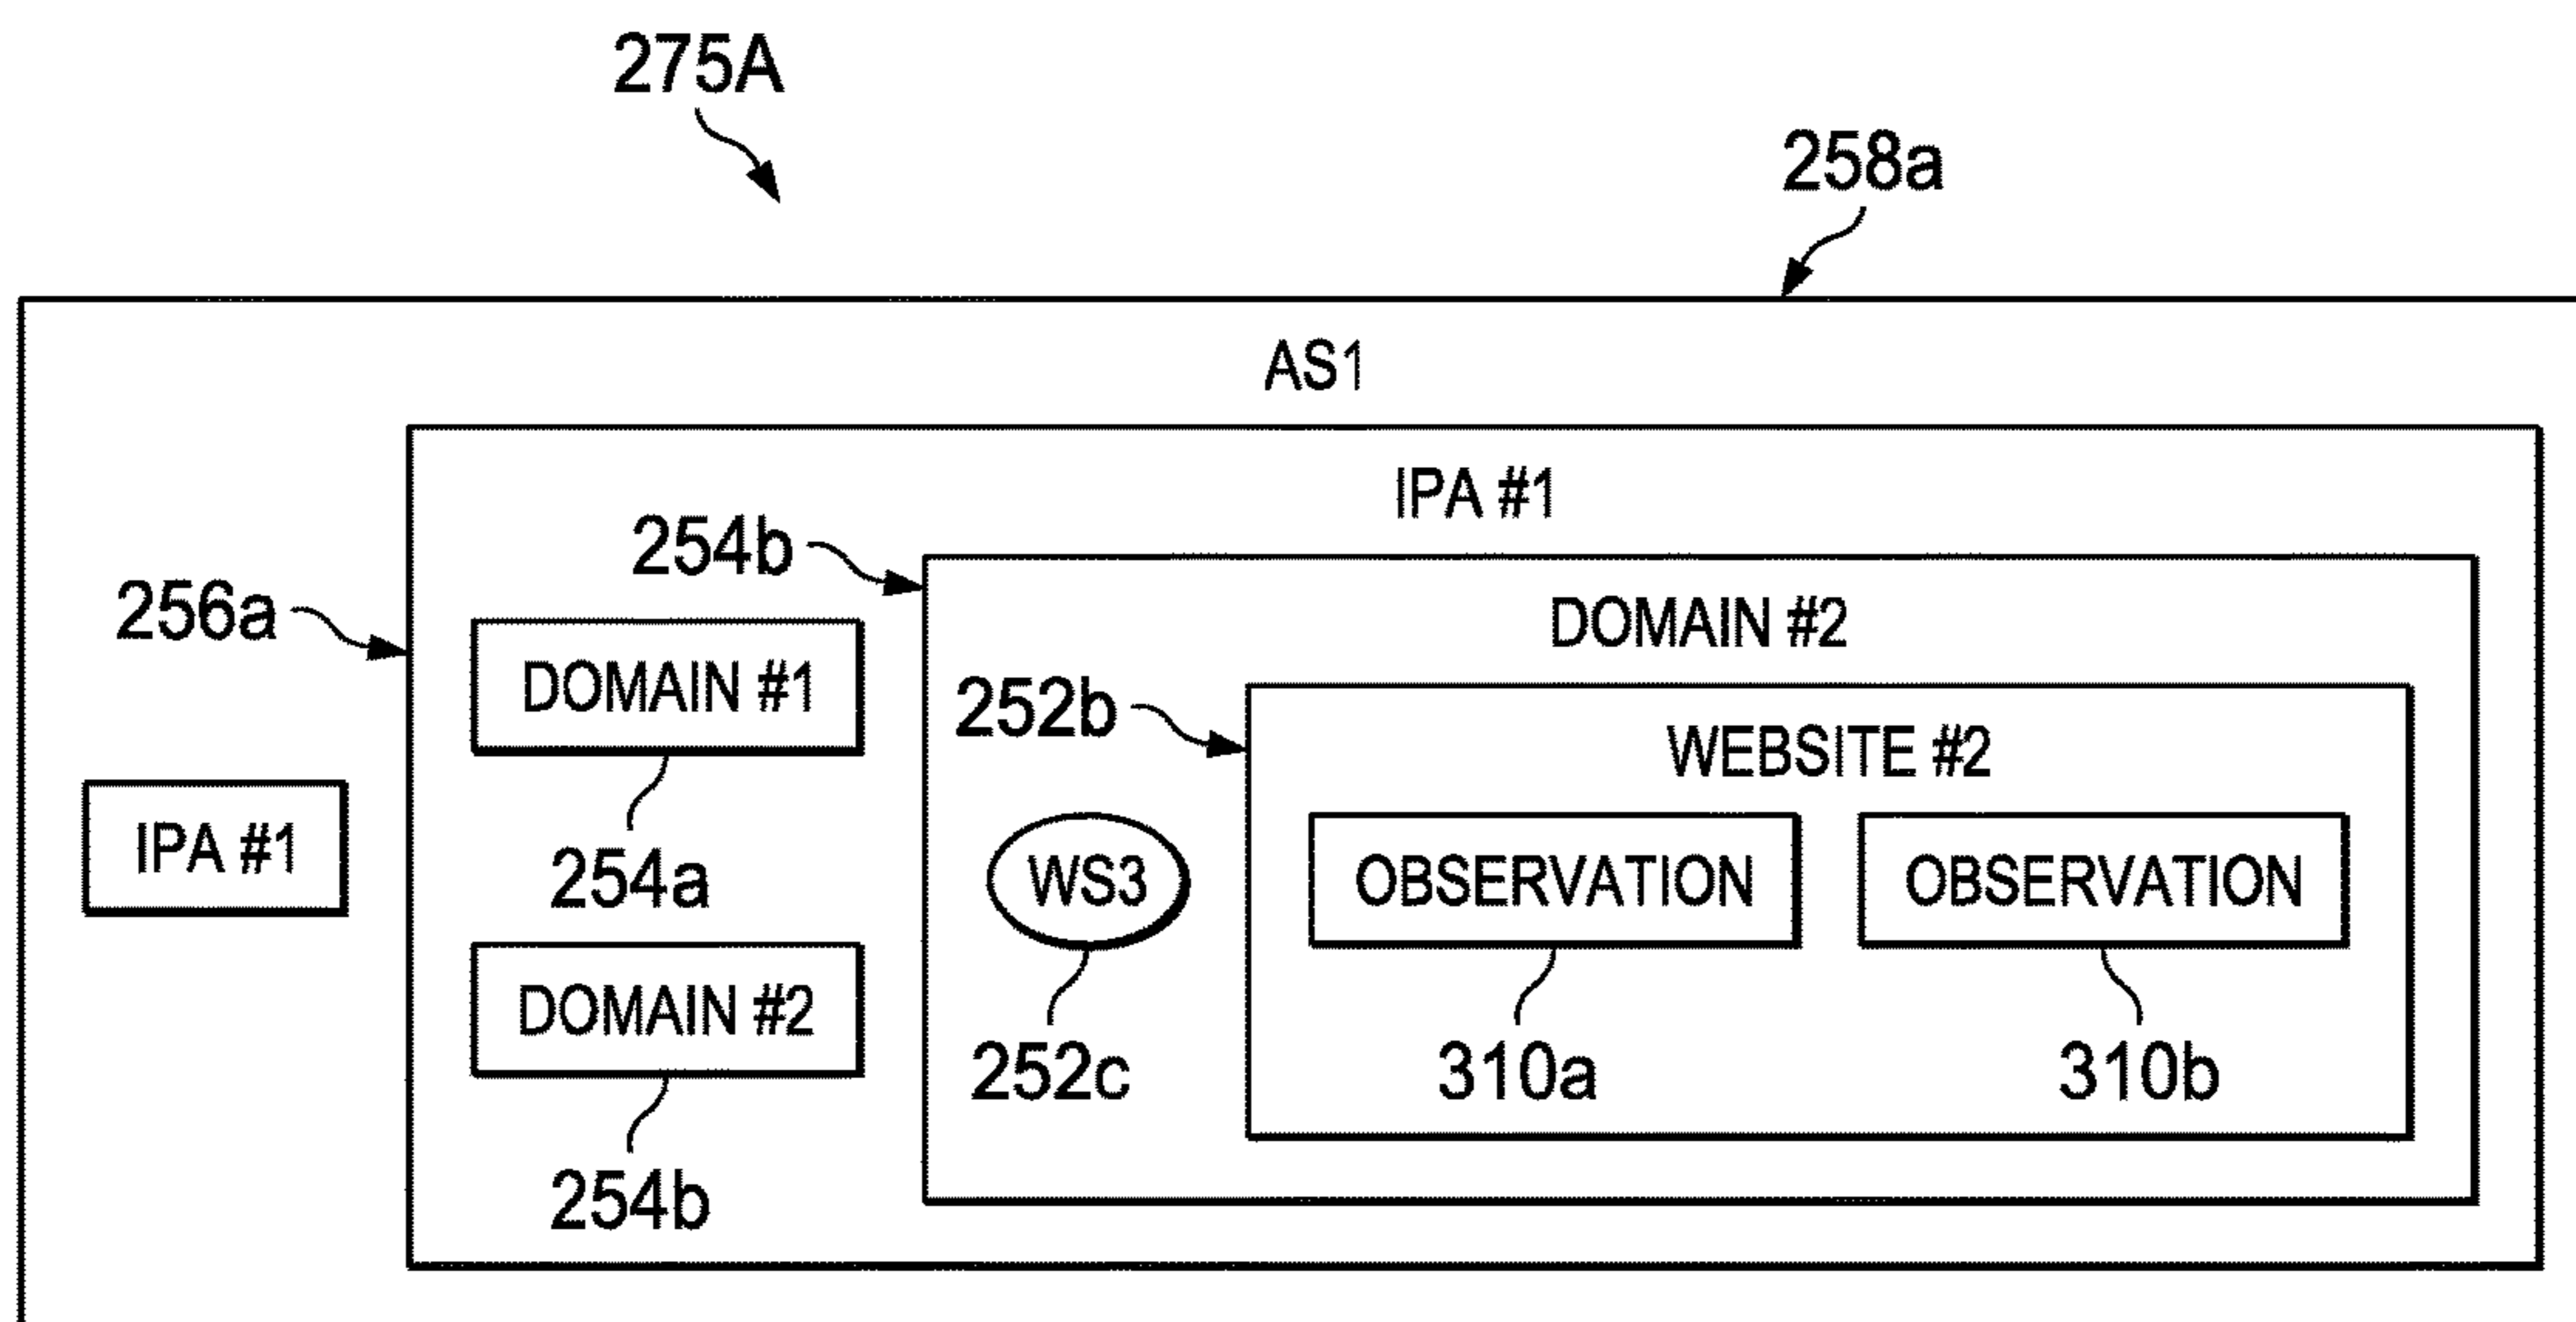 275A
258a
AS1
IPA #1
254b
256a
DOMAIN #2
DOMAIN #1
252b
WEBSITE #2
IPA #1
254a
WS3
OBSERVATION
OBSERVATION
DOMAIN #2
252c
310a
310b
254b